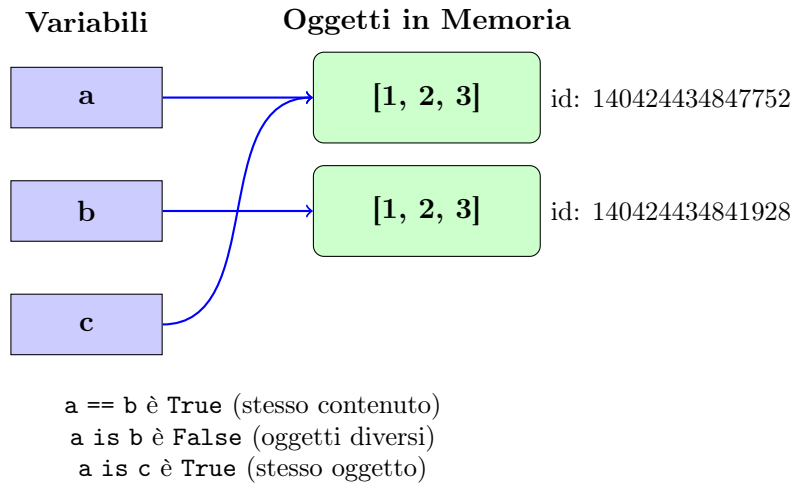 Variabili
Oggetti in Memoria
a
[1, 2, 3]
id: 140424434847752
b
[1, 2, 3]
id: 140424434841928
c
a == b è True (stesso contenuto)
a is b è False (oggetti diversi)
a is c è True (stesso oggetto)